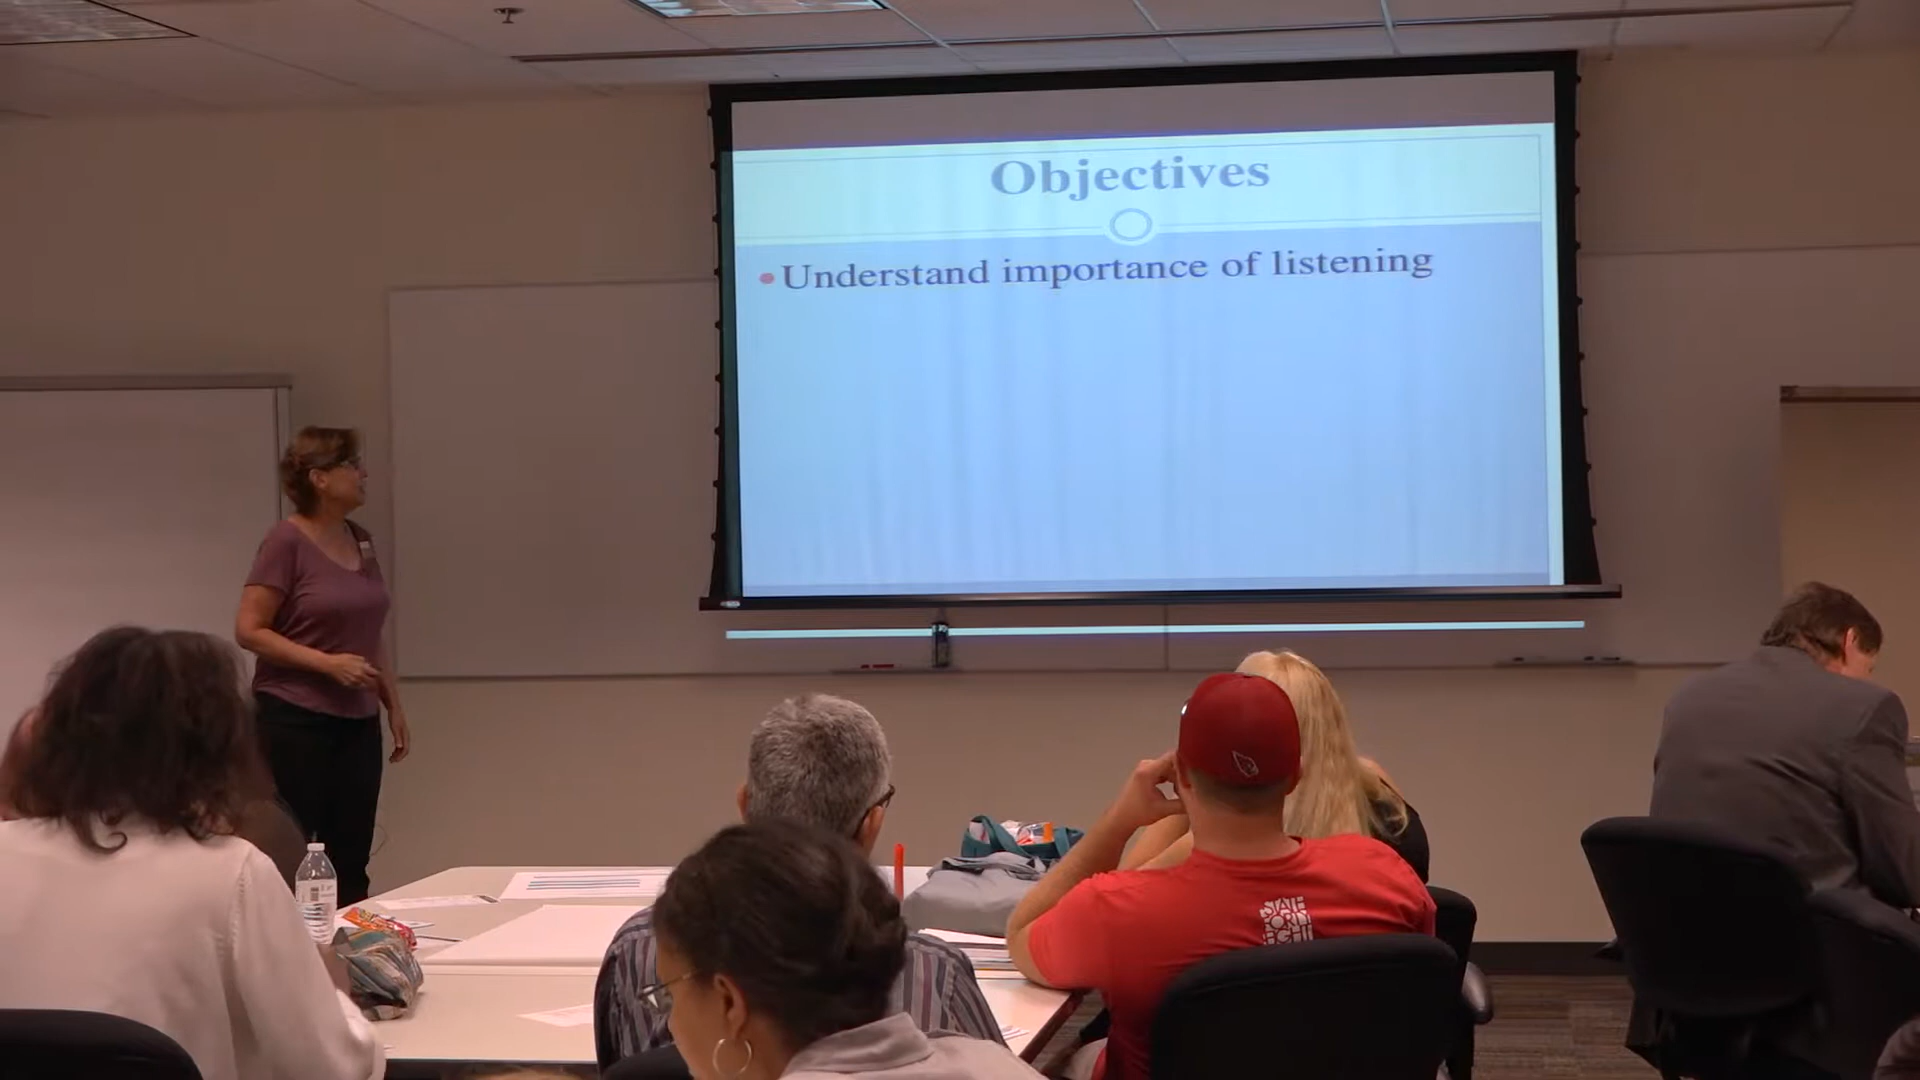 Objectives
Understand importance of listening